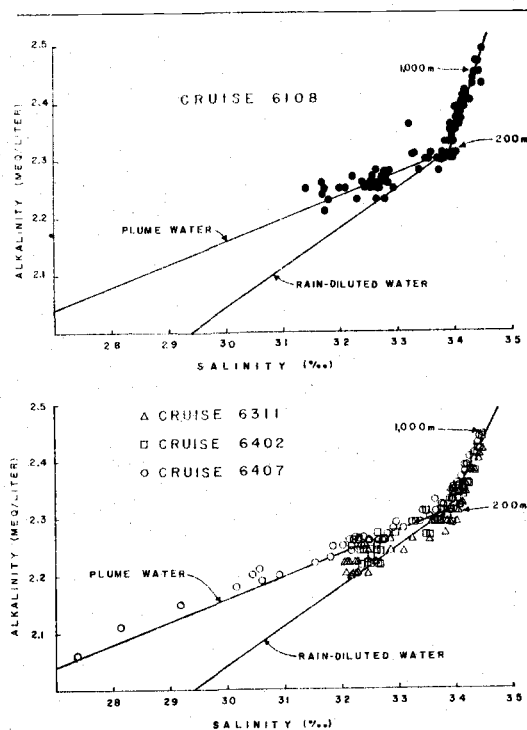 2.5
2.4
2.3
2.2
2.1
ALKALINITY (MEQ/LITER)
CRUISE 6108
1,000m
200m
PLUME WATER
RAIN-DILUTED WATER
28 29 30 31 32 33 34 35
SALINITY (‰)
2.5
2.4
2.3
2.2
2.1
ALKALINITY (MEQ/LITER)
△ CRUISE 6311
□ CRUISE 6402
○ CRUISE 6407
1,000m
200m
PLUME WATER
RAIN-DILUTED WATER
28 29 30 31 32 33 34 35
SALINITY (‰)